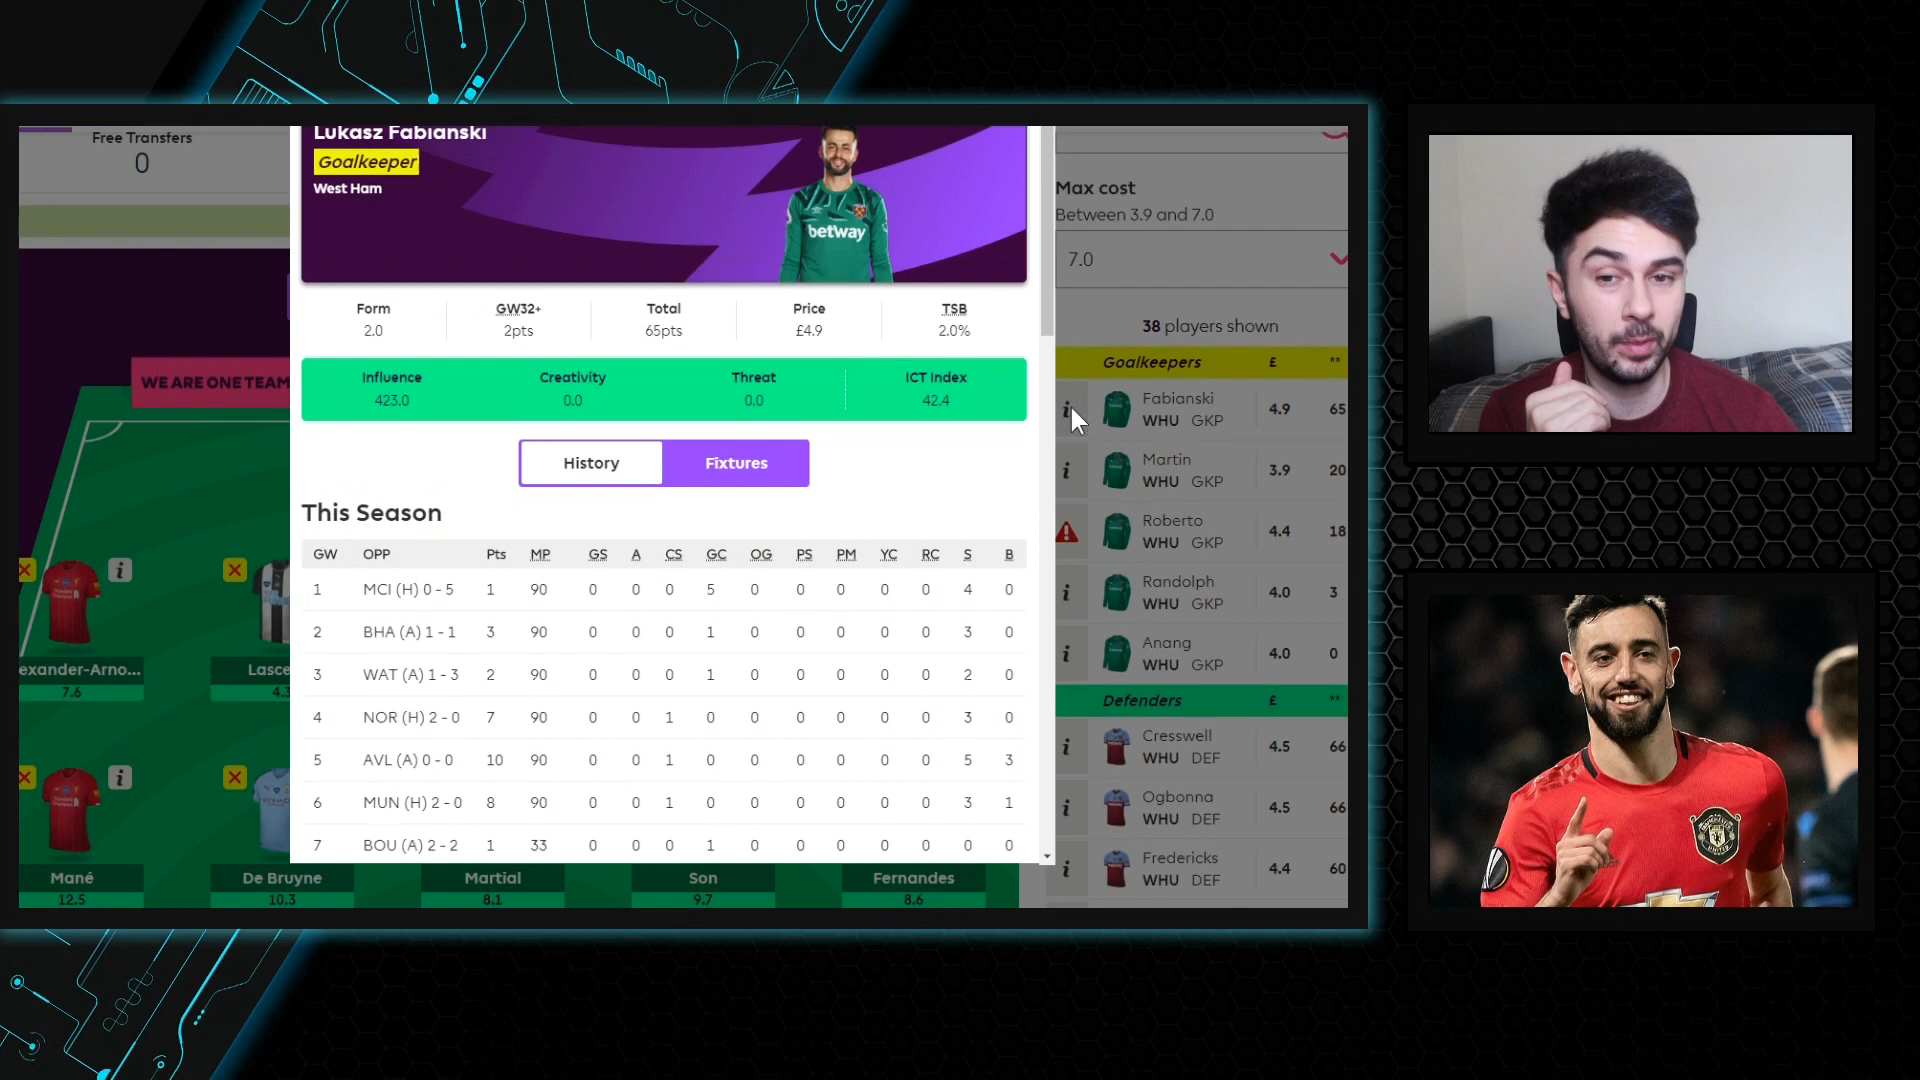 Free Transfers
0
WE ARE ONE TEAM
exander-Arno...
7.6
Lasce
4.3
Mané
12.5
De Bruyne
10.3
Martial
8.1
Son
9.7
Fernandes
8.6
Lukasz Fabianski
Goalkeeper
West Ham
betway
Form GW32+ Total Price TSB
2.0 2pts 65pts £4.9 2.0%
Influence Creativity Threat ICT Index
423.0 0.0 0.0 42.4
History Fixtures
This Season
GW OPP Pts MP GS A CS GC OG PS PM YC RC S B
1 MCI (H) 0 - 5 1 90 0 0 0 5 0 0 0 0 0 4 0
2 BHA (A) 1 - 1 3 90 0 0 0 1 0 0 0 0 0 3 0
3 WAT (A) 1 - 3 2 90 0 0 0 1 0 0 0 0 0 2 0
4 NOR (H) 2 - 0 7 90 0 0 1 0 0 0 0 0 0 3 0
5 AVL (A) 0 - 0 10 90 0 0 1 0 0 0 0 0 0 5 3
6 MUN (H) 2 - 0 8 90 0 0 1 0 0 0 0 0 0 3 1
7 BOU (A) 2 - 2 1 33 0 0 0 1 0 0 0 0 0 0 0
Max cost
Between 3.9 and 7.0
7.0
38 players shown
Goalkeepers £ **
Fabianski
WHU GKP 4.9 65
Martin
WHU GKP 3.9 20
Roberto
WHU GKP 4.4 18
Randolph
WHU GKP 4.0 3
Anang
WHU GKP 4.0 0
Defenders £ **
Cresswell
WHU DEF 4.5 66
Ogbonna
WHU DEF 4.5 66
Fredericks
WHU DEF 4.4 60